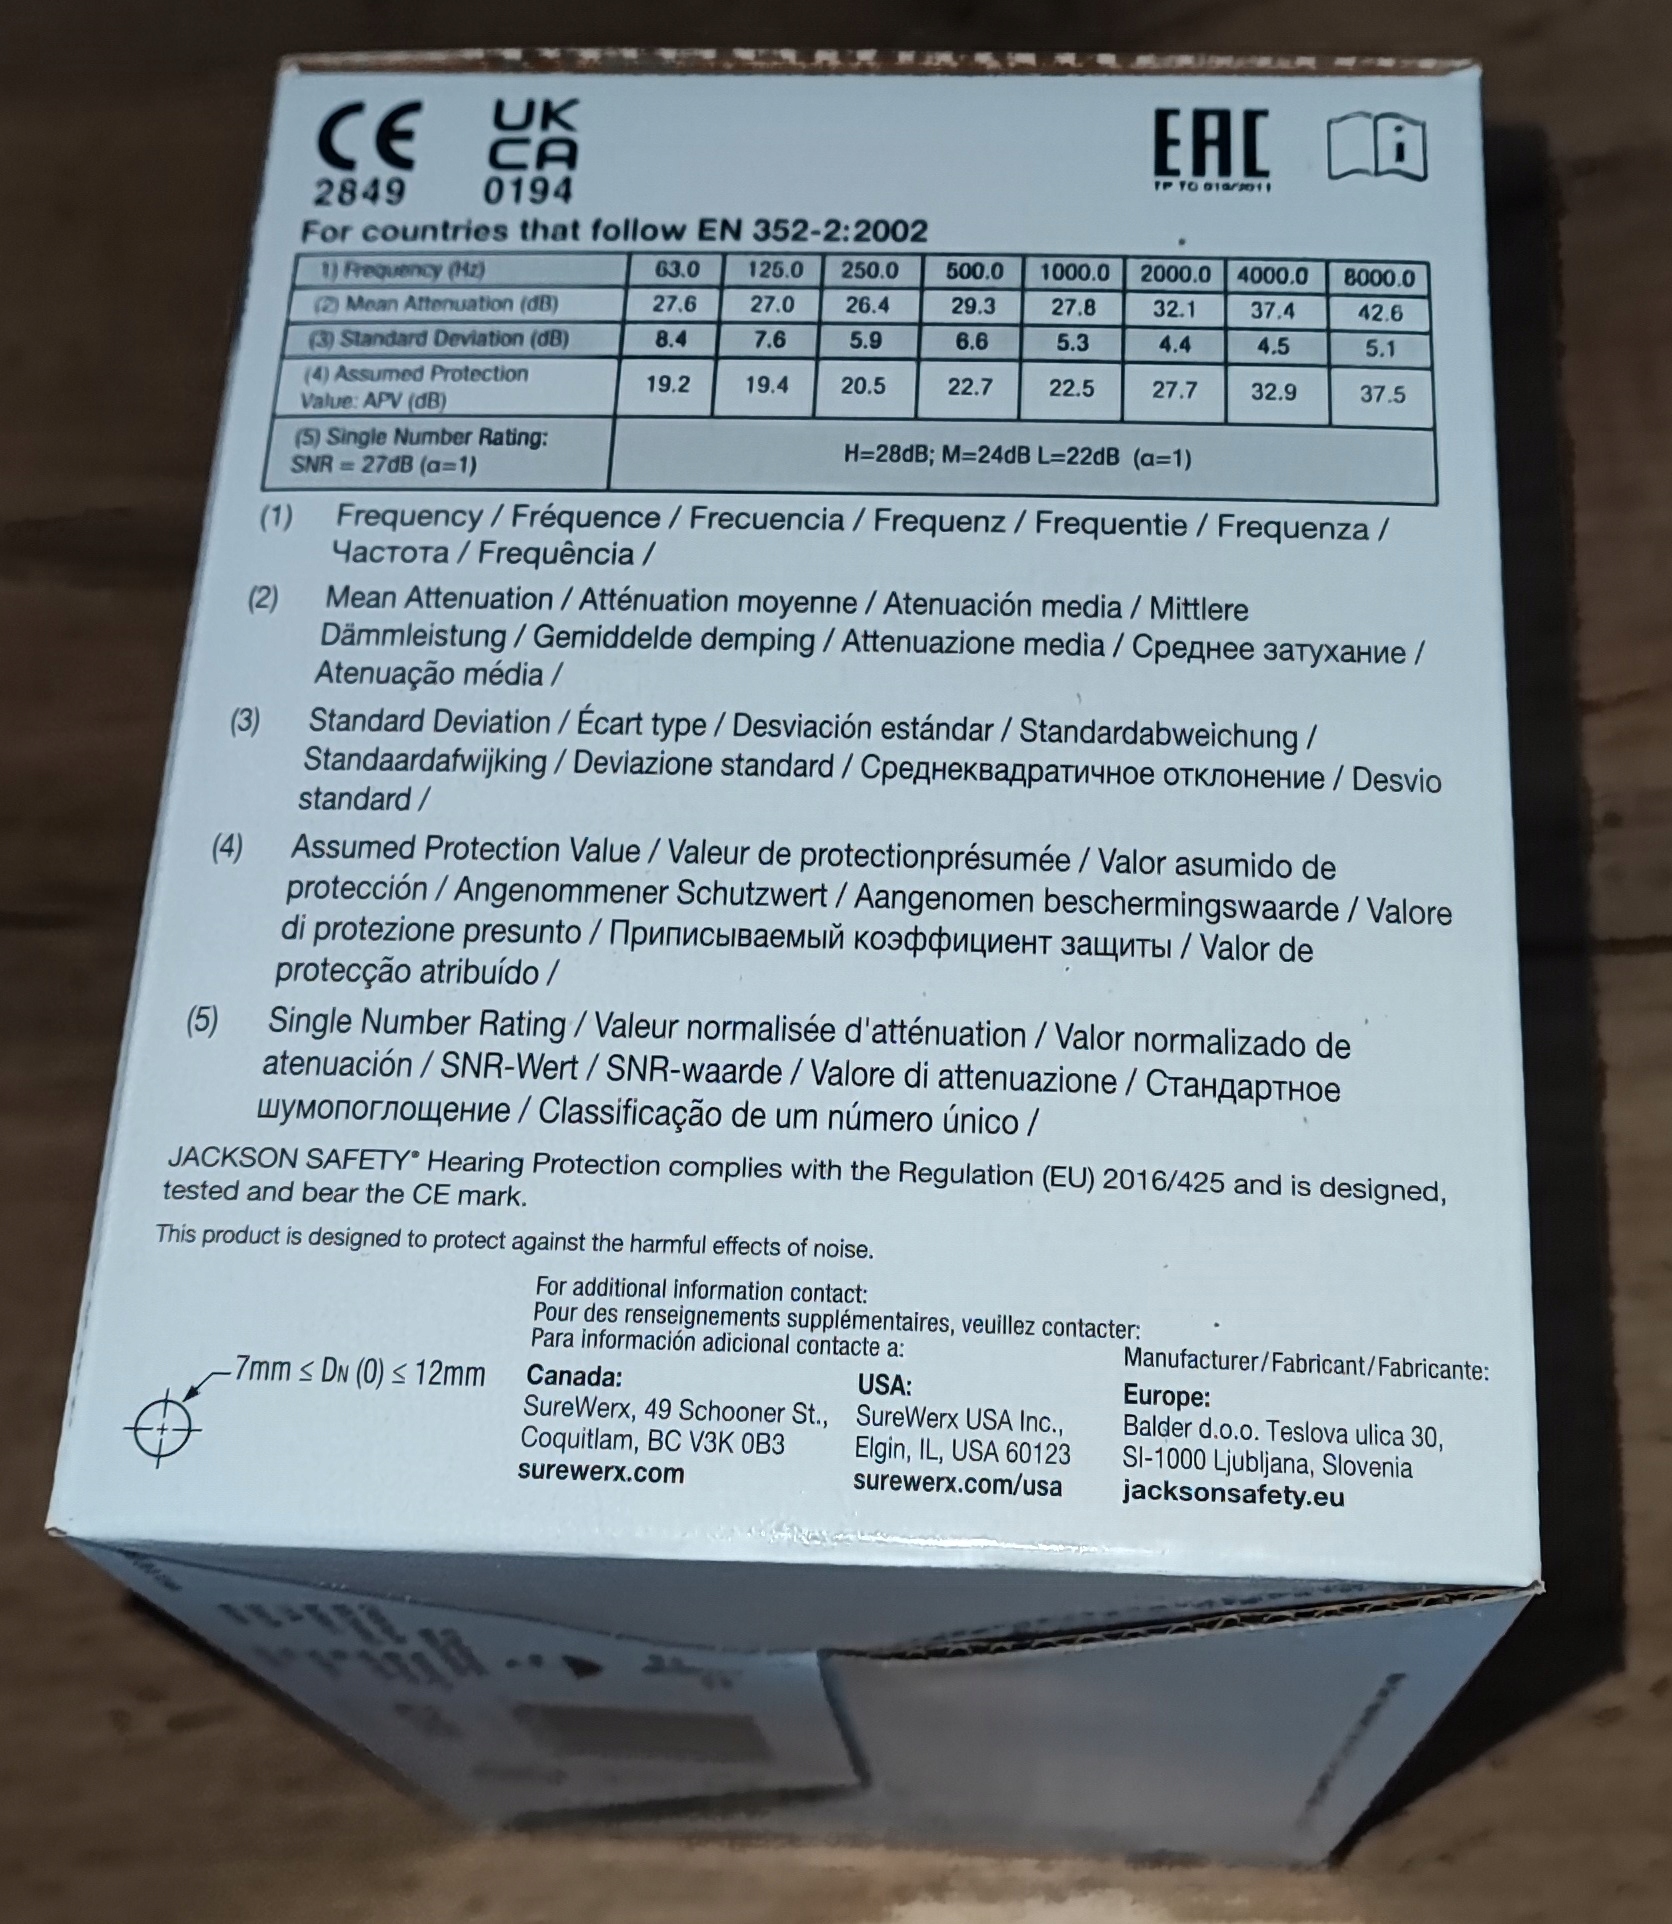 CE UK
CA EAC i
2849 0194
For countries that follow EN 352-2:2002
1) Frequency (Hz) 63.0 125.0 250.0 500.0 1000.0 2000.0 4000.0 8000.0
(2) Mean Attenuation (dB) 27.6 27.0 26.4 29.3 27.8 32.1 37.4 42.6
(3) Standard Deviation (dB) 8.4 7.6 5.9 6.6 5.3 4.4 4.5 5.1
(4) Assumed Protection
Value: APV (dB) 19.2 19.4 20.5 22.7 22.5 27.7 32.9 37.5
(5) Single Number Rating:
SNR = 27dB (α=1) H=28dB; M=24dB L=22dB (α=1)
(1) Frequency / Fréquence / Frecuencia / Frequenz / Frequentie / Frequenza /
Частота / Frequência /
(2) Mean Attenuation / Atténuation moyenne / Atenuación media / Mittlere
Dämmleistung / Gemiddelde demping / Attenuazione media / Среднее затухание /
Atenuação média /
(3) Standard Deviation / Écart type / Desviación estándar / Standardabweichung /
Standaardafwijking / Deviazione standard / Среднеквадратичное отклонение / Desvio
standard /
(4) Assumed Protection Value / Valeur de protectionprésumée / Valor asumido de
protección / Angenommener Schutzwert / Aangenomen beschermingswaarde / Valore
di protezione presunto / Приписываемый коэффициент защиты / Valor de
protecção atribuído /
(5) Single Number Rating / Valeur normalisée d'atténuation / Valor normalizado de
atenuación / SNR-Wert / SNR-waarde / Valore di attenuazione / Стандартное
шумопоглощение / Classificação de um número único /
JACKSON SAFETY® Hearing Protection complies with the Regulation (EU) 2016/425 and is designed,
tested and bear the CE mark.
This product is designed to protect against the harmful effects of noise.
For additional information contact:
Pour des renseignements supplémentaires, veuillez contacter:
Para información adicional contacte a:
7mm ≤ DN (0) ≤ 12mm
Canada:
SureWerx, 49 Schooner St.,
Coquitlam, BC V3K 0B3
surewerx.com
USA:
SureWerx USA Inc.,
Elgin, IL, USA 60123
surewerx.com/usa
Manufacturer/Fabricant/Fabricante:
Europe:
Balder d.o.o. Teslova ulica 30,
SI-1000 Ljubljana, Slovenia
jacksonsafety.eu